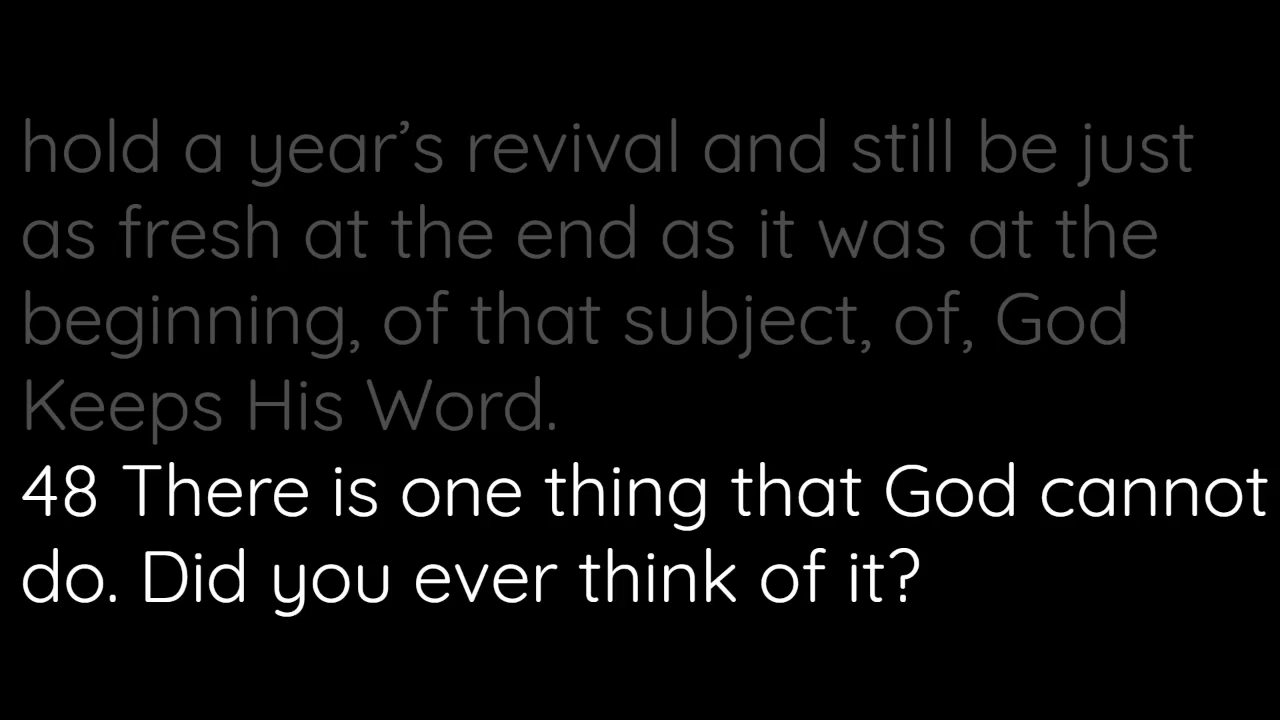 hold a year’s revival and still be just
as fresh at the end as it was at the
beginning, of that subject, of, God
Keeps His Word.
48 There is one thing that God cannot
do. Did you ever think of it?